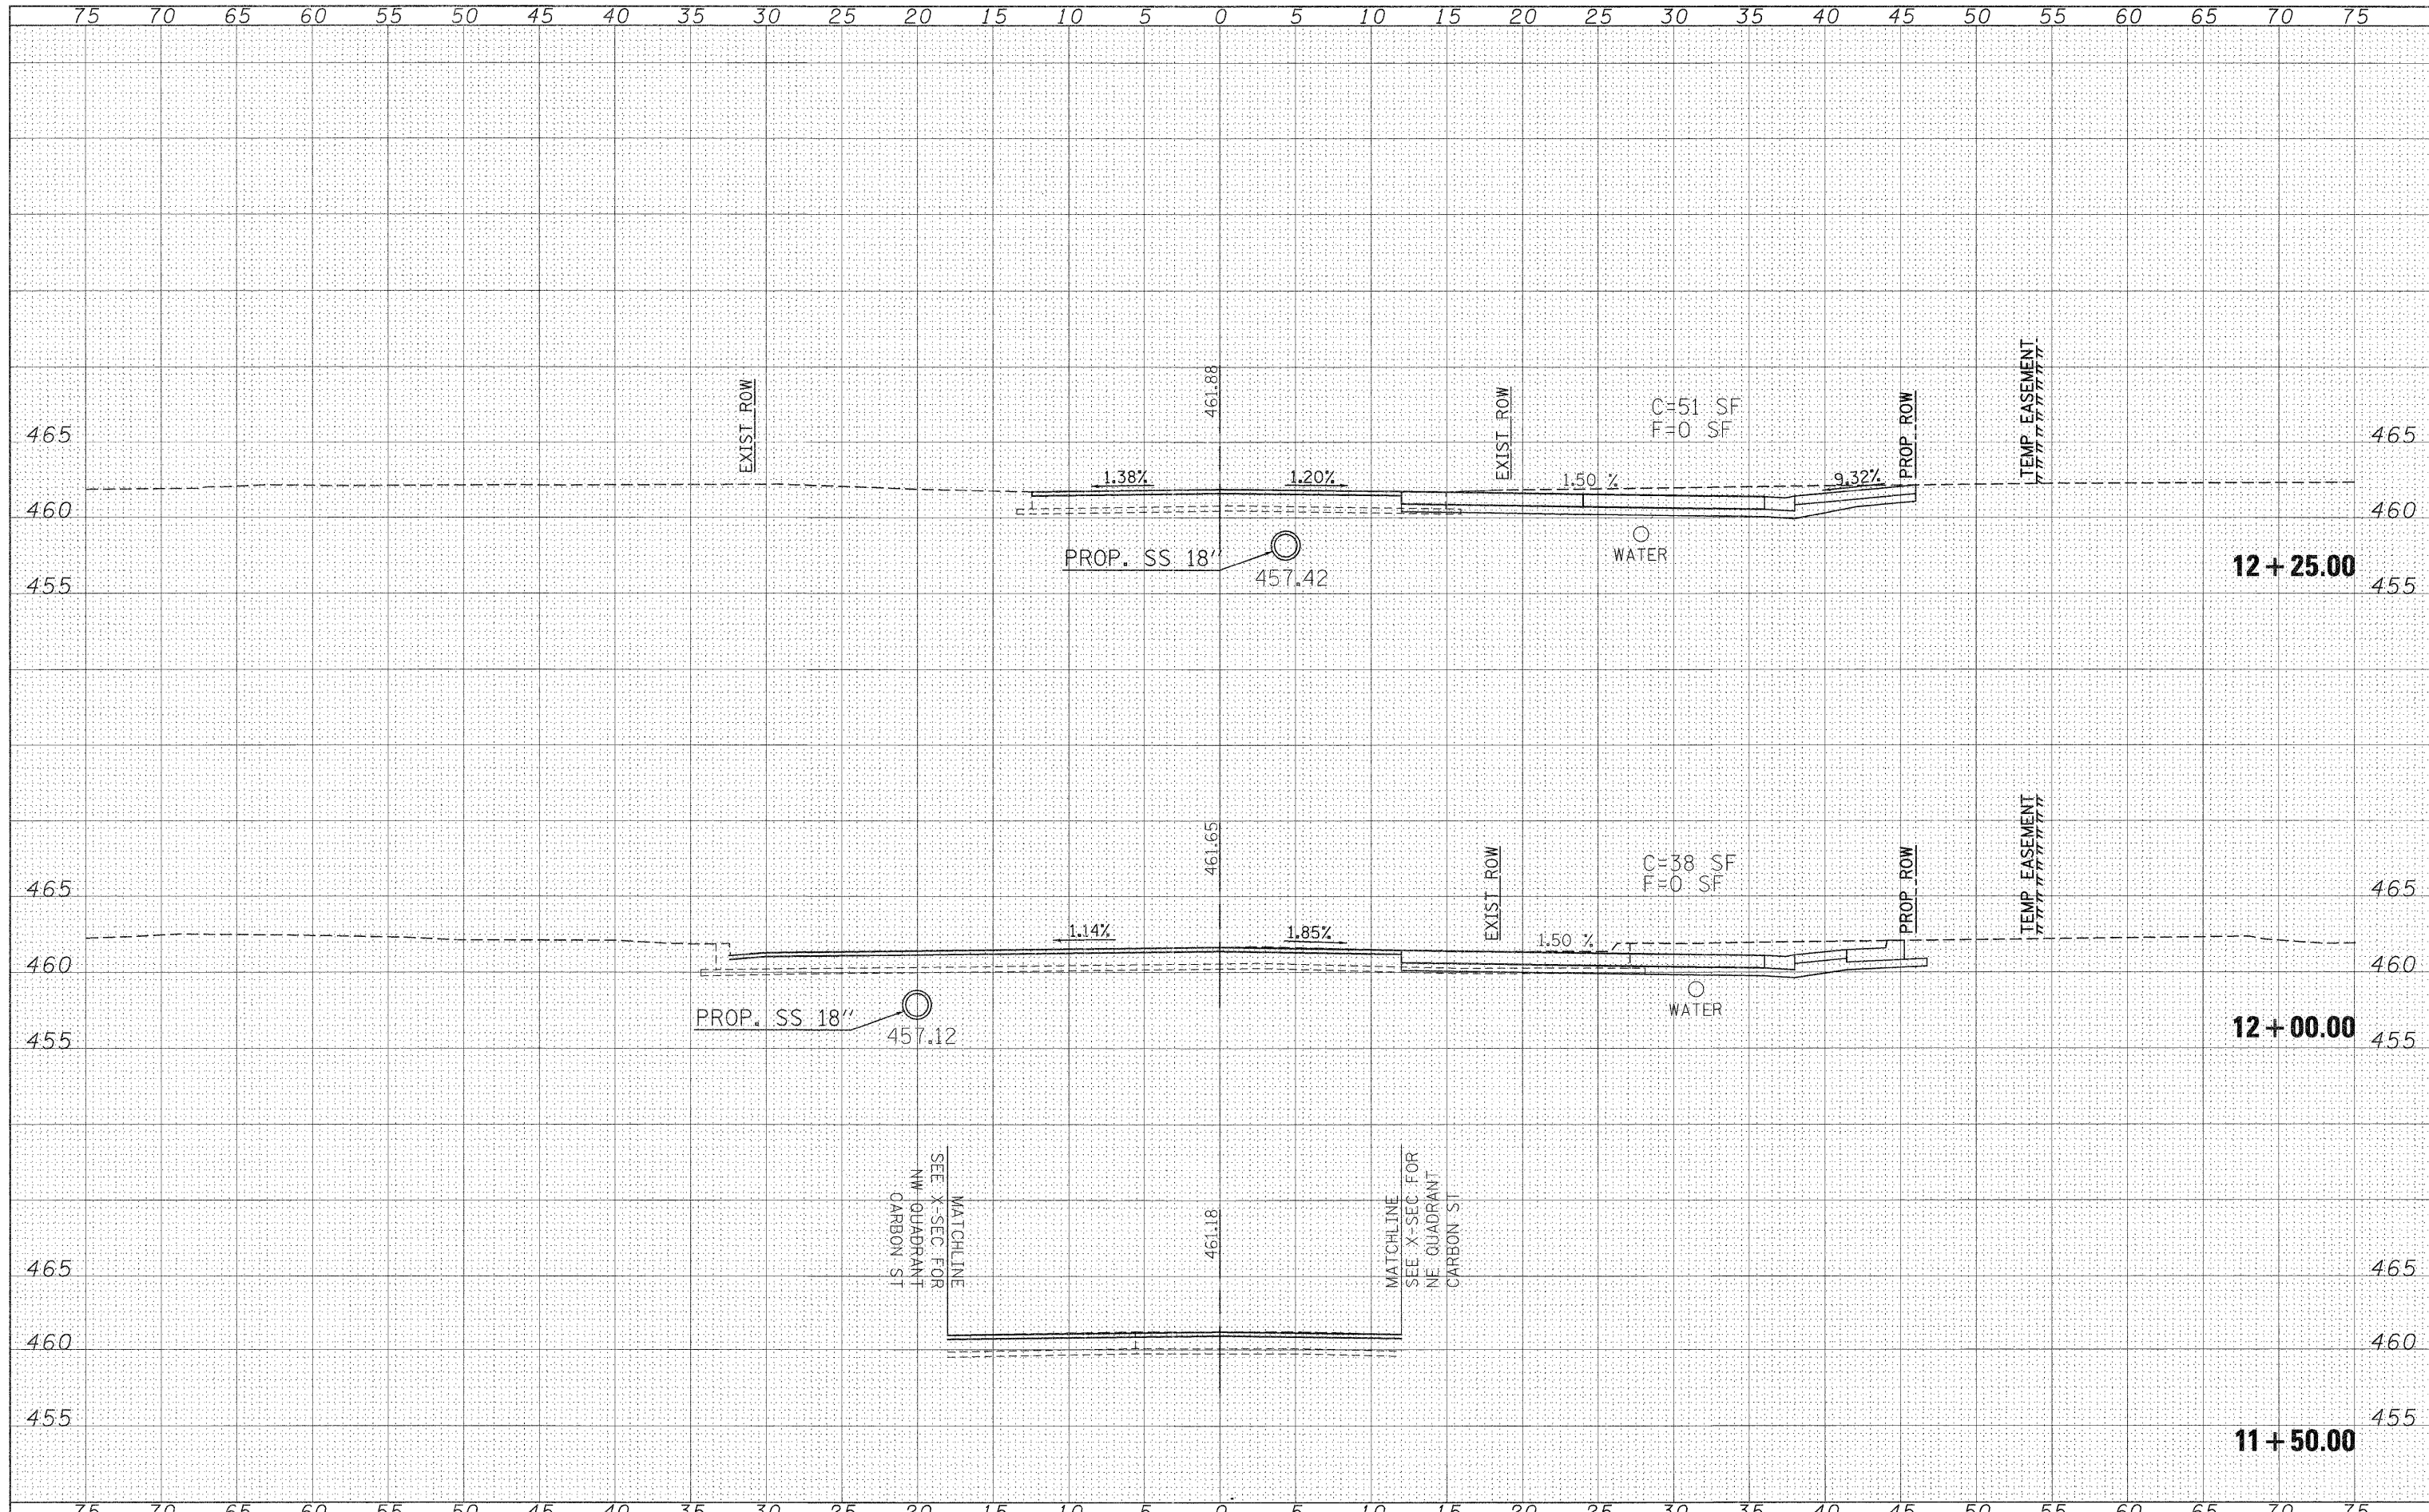 75 70 65 60 55 50 45 40 35 30 25 20 15 10 5 0 5 10 15 20 25 30 35 40 45 50 55 60 65 70 75
EXIST ROW
461.88
EXIST ROW
C=51 SF
F=0 SF
PROP ROW
TEMP EASEMENT
465 465
1.38% 1.20% 1.50 % 9.32%
460 460
PROP. SS 18"
457.42
WATER
12+25.00
455 455
461.65
EXIST ROW
C=38 SF
F=0 SF
PROP ROW
TEMP EASEMENT
465 465
1.14% 1.85% 1.50 %
460 460
PROP. SS 18"
457.12
WATER
12+00.00
455 455
MATCHLINE
SEE X-SEC FOR
NW QUADRANT
CARBON ST
461.18
MATCHLINE
SEE X-SEC FOR
NE QUADRANT
CARBON ST
465 465
460 460
455 455
11+50.00
75 70 65 60 55 50 45 40 35 30 25 20 15 10 5 0 5 10 15 20 25 30 35 40 45 50 55 60 65 70 75